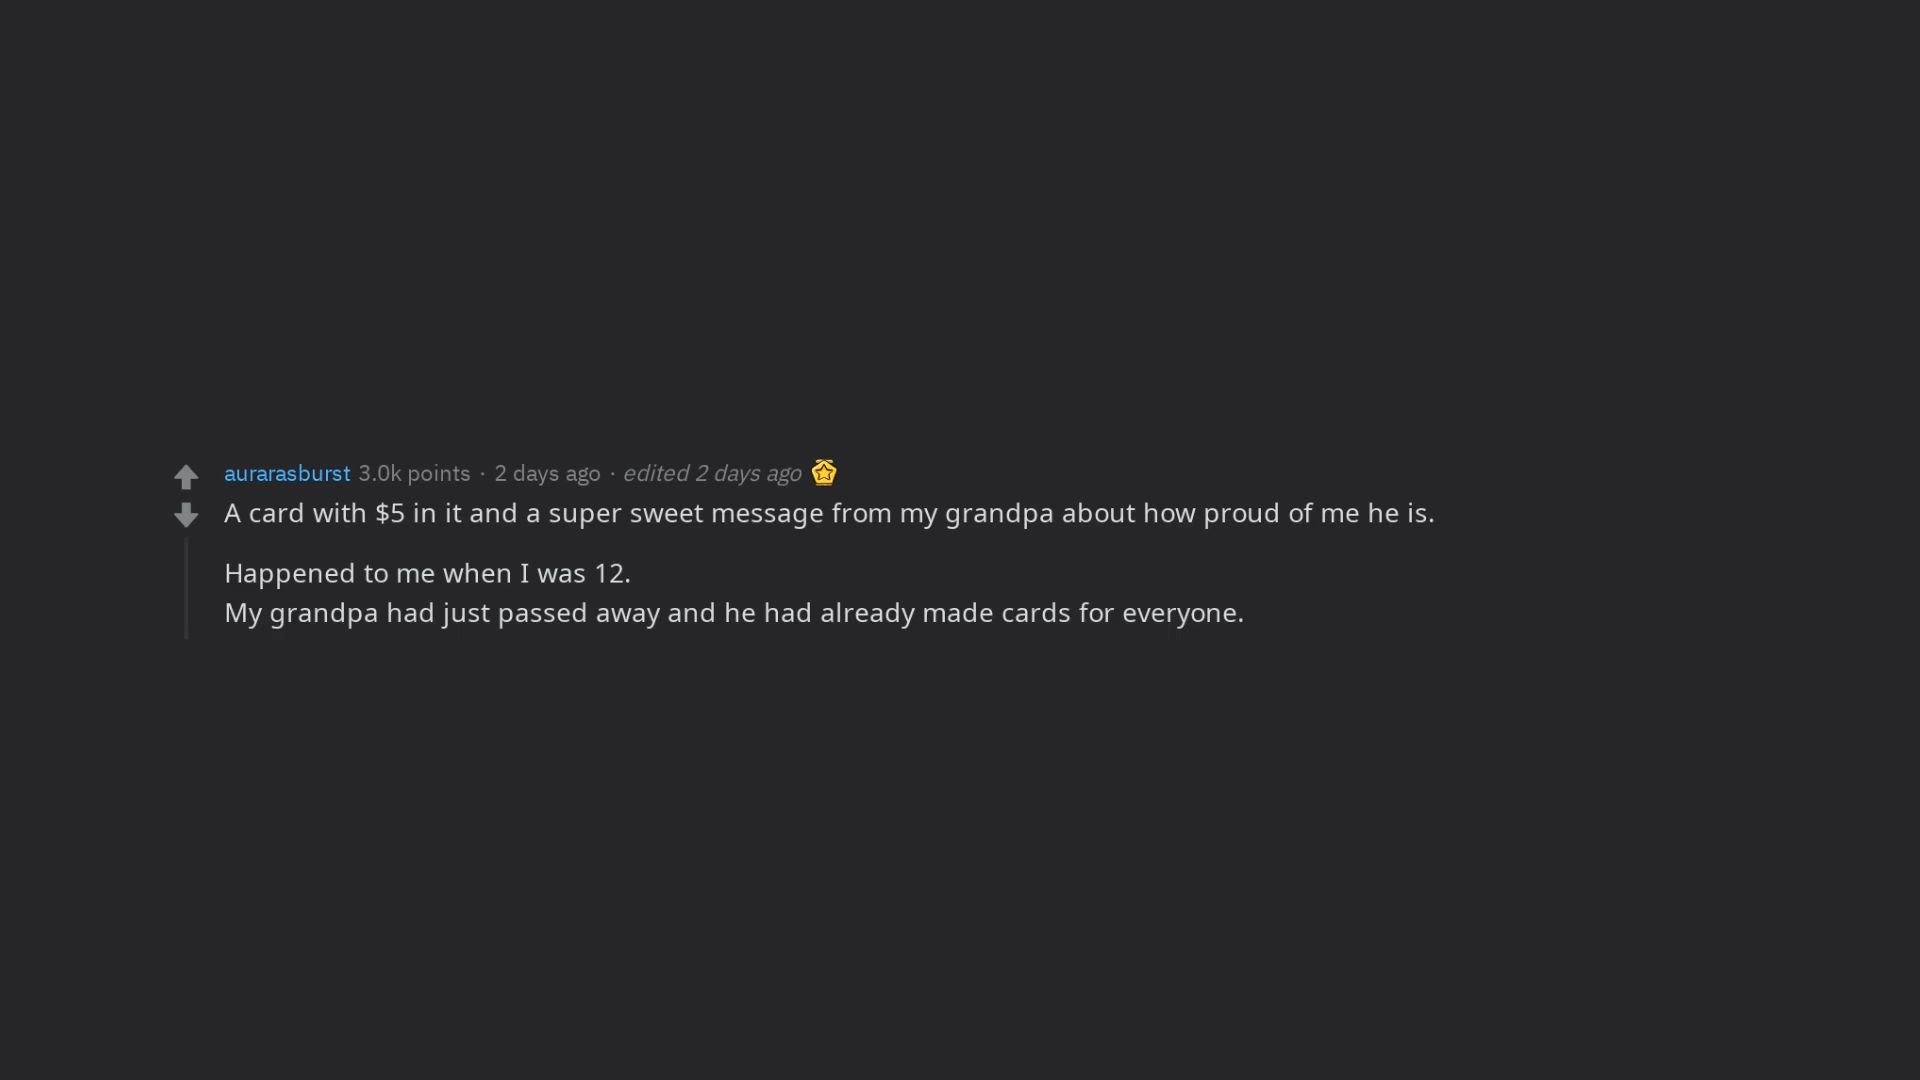 aurarasburst 3.0k points · 2 days ago · edited 2 days ago
A card with $5 in it and a super sweet message from my grandpa about how proud of me he is.
Happened to me when I was 12.
My grandpa had just passed away and he had already made cards for everyone.